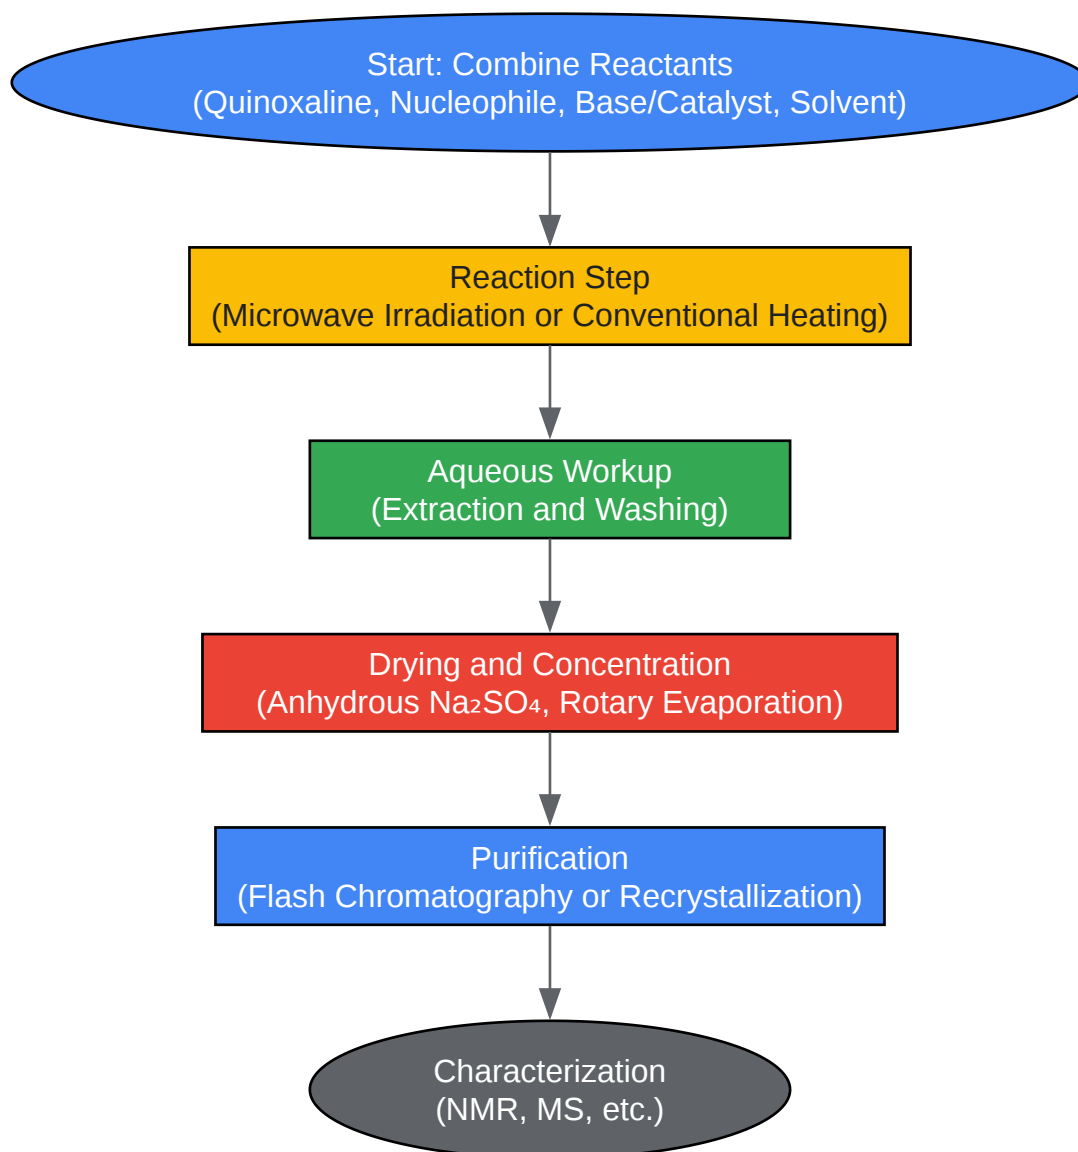 Start: Combine Reactants
(Quinoxaline, Nucleophile, Base/Catalyst, Solvent)
Reaction Step
(Microwave Irradiation or Conventional Heating)
Aqueous Workup
(Extraction and Washing)
Drying and Concentration
(Anhydrous Na₂SO₄, Rotary Evaporation)
Purification
(Flash Chromatography or Recrystallization)
Characterization
(NMR, MS, etc.)